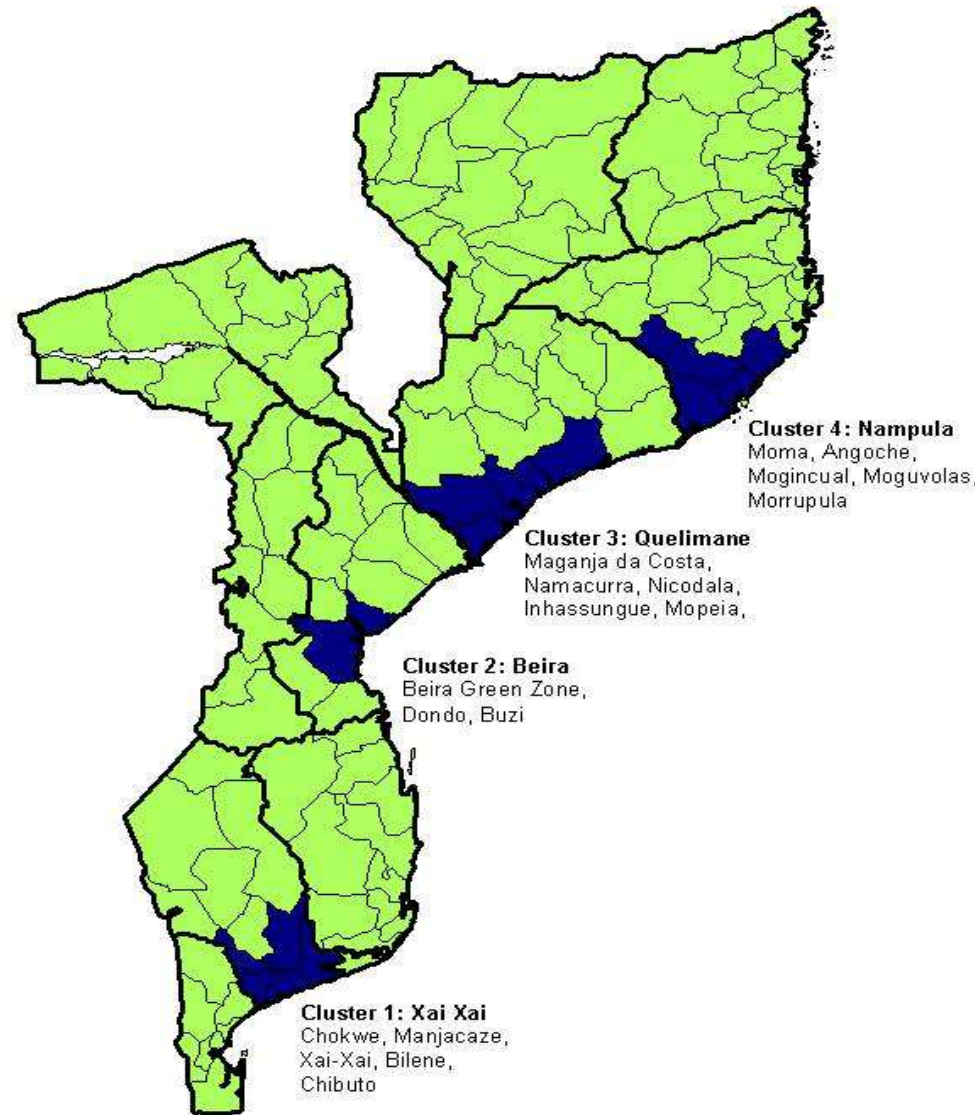 Cluster 4: Nampula
Moma, Angoche,
Mogincual, Moguvolas,
Morrupula
Cluster 3: Quelimane
Maganja da Costa,
Namacurra, Nicodala,
Inhassungue, Mopeia,
Cluster 2: Beira
Beira Green Zone,
Dondo, Buzi
Cluster 1: Xai Xai
Chokwe, Manjacaze,
Xai-Xai, Bilene,
Chibuto